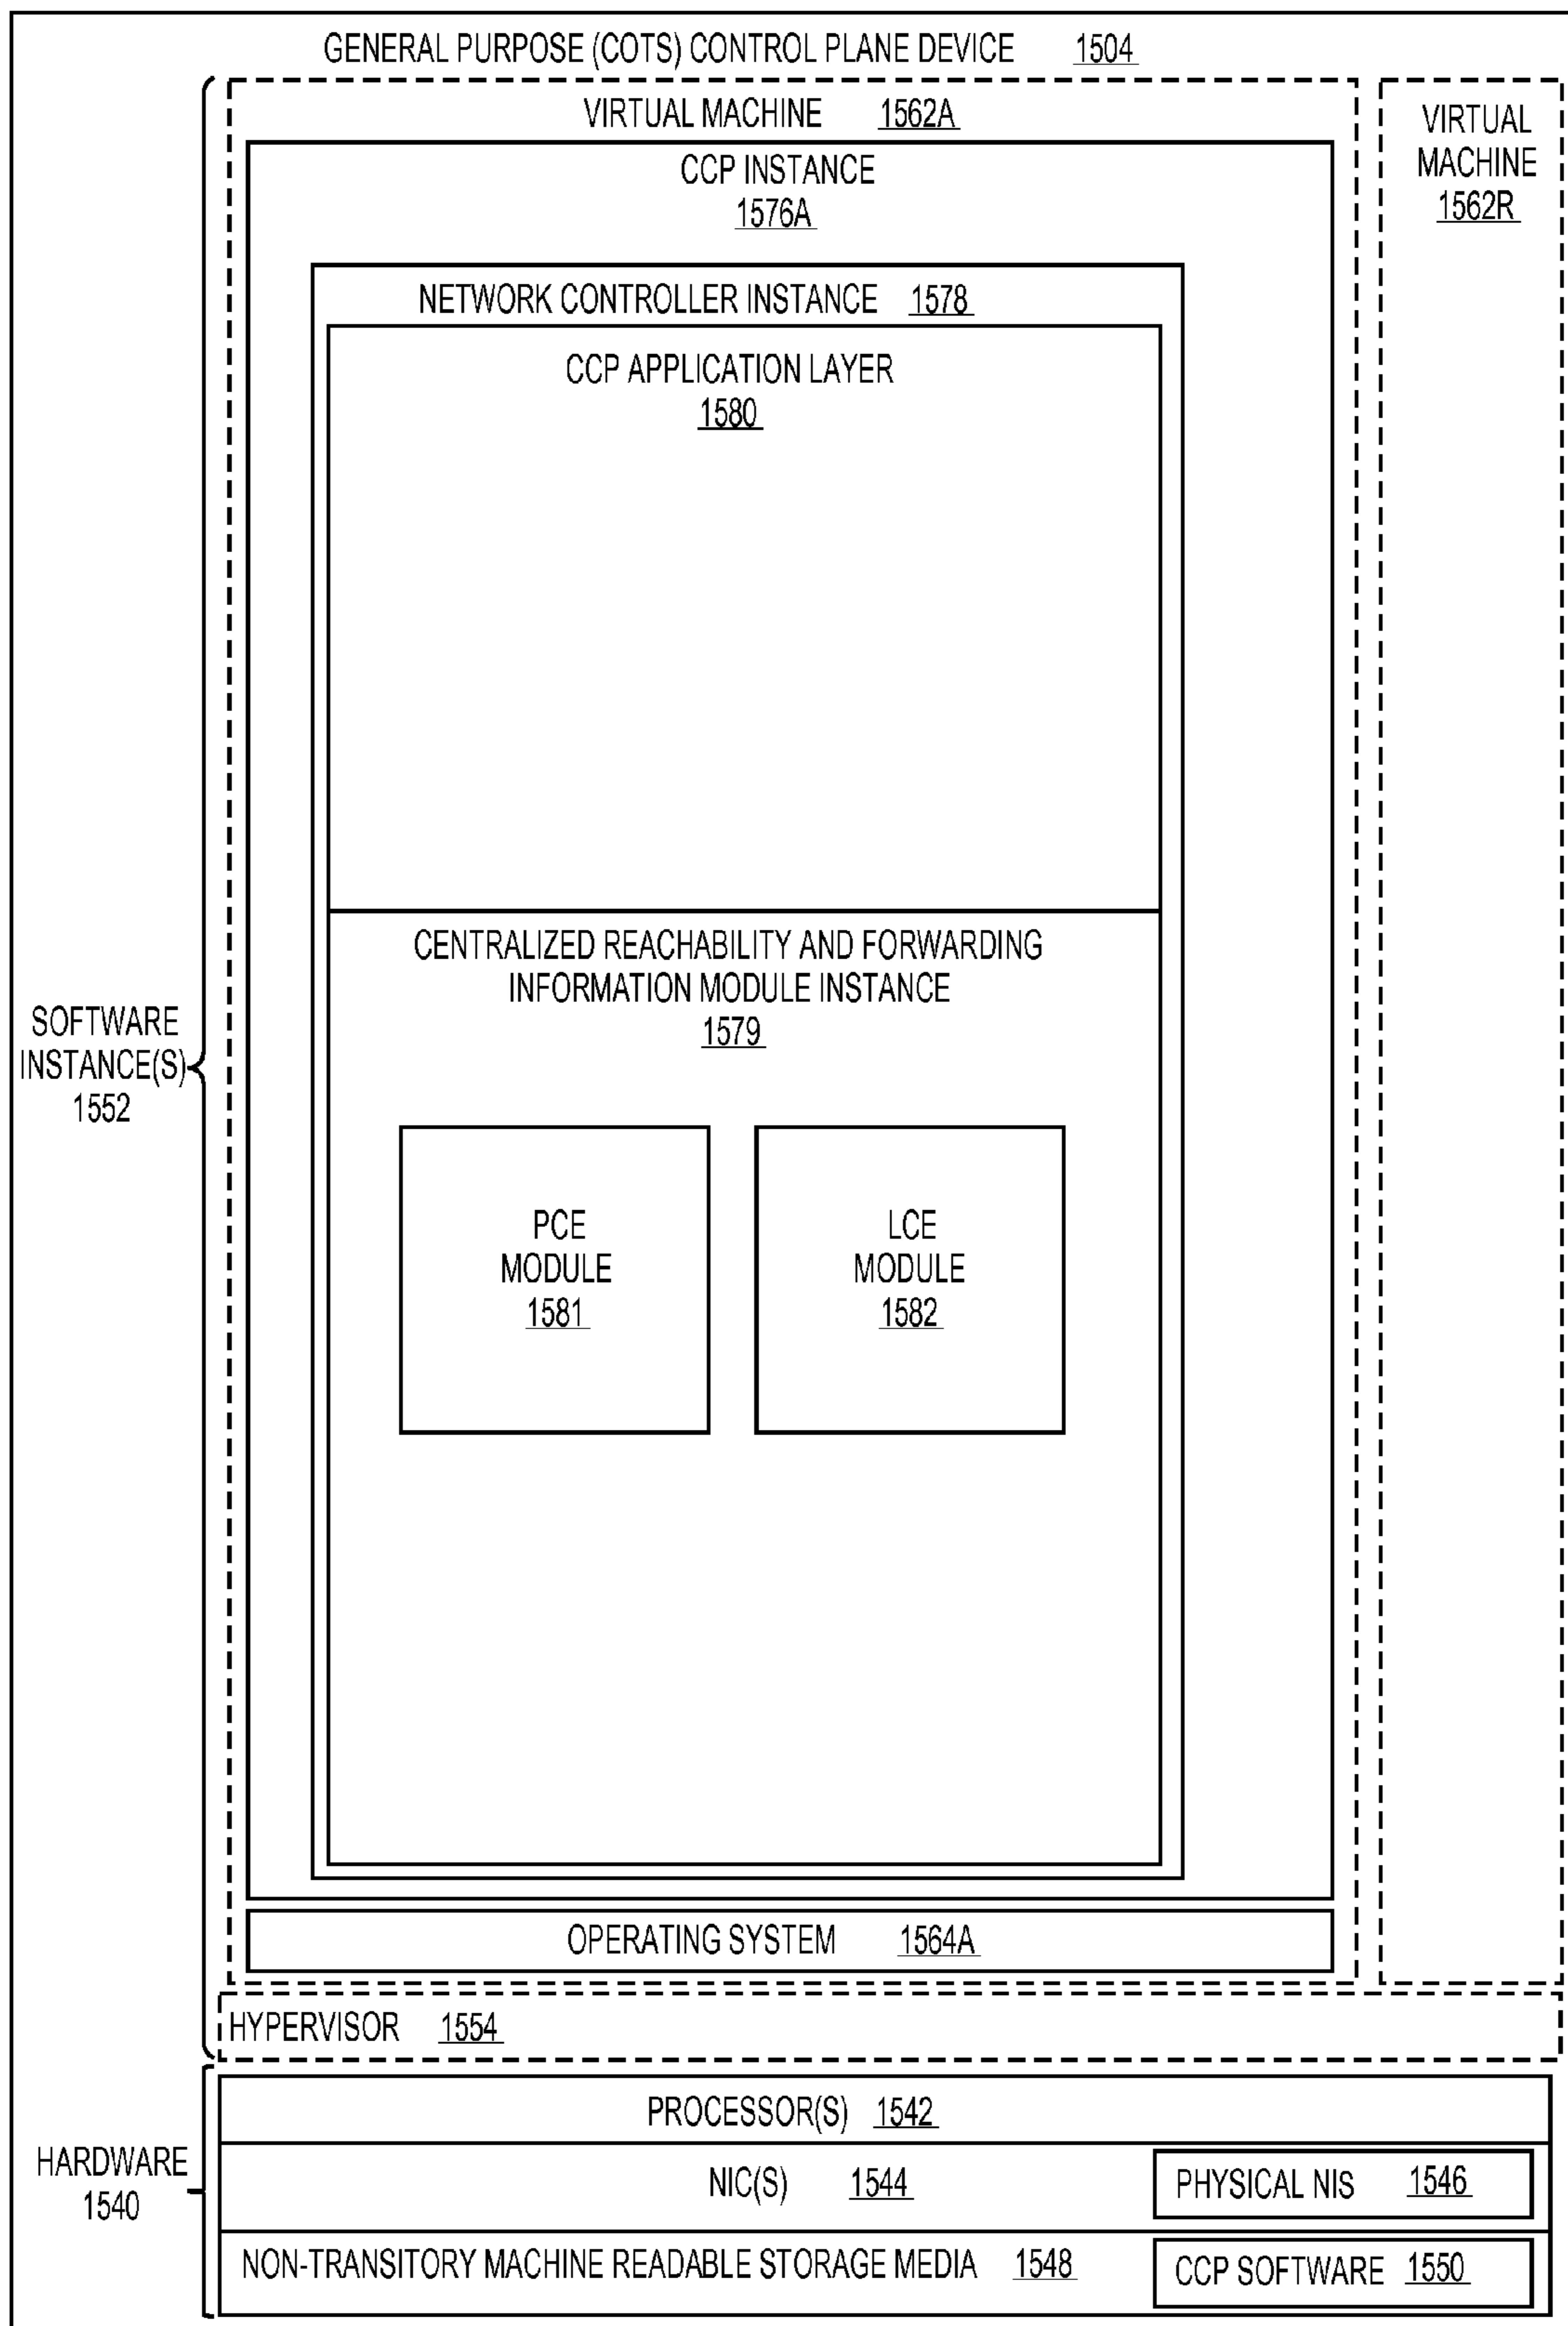 GENERAL PURPOSE (COTS) CONTROL PLANE DEVICE 1504
VIRTUAL MACHINE 1562A
VIRTUAL
MACHINE
1562R
CCP INSTANCE
1576A
NETWORK CONTROLLER INSTANCE 1578
CCP APPLICATION LAYER
1580
CENTRALIZED REACHABILITY AND FORWARDING
INFORMATION MODULE INSTANCE
1579
SOFTWARE
INSTANCE(S)
1552
PCE
MODULE
1581
LCE
MODULE
1582
OPERATING SYSTEM 1564A
HYPERVISOR 1554
HARDWARE
1540
PROCESSOR(S) 1542
NIC(S) 1544
PHYSICAL NIS 1546
NON-TRANSITORY MACHINE READABLE STORAGE MEDIA 1548
CCP SOFTWARE 1550